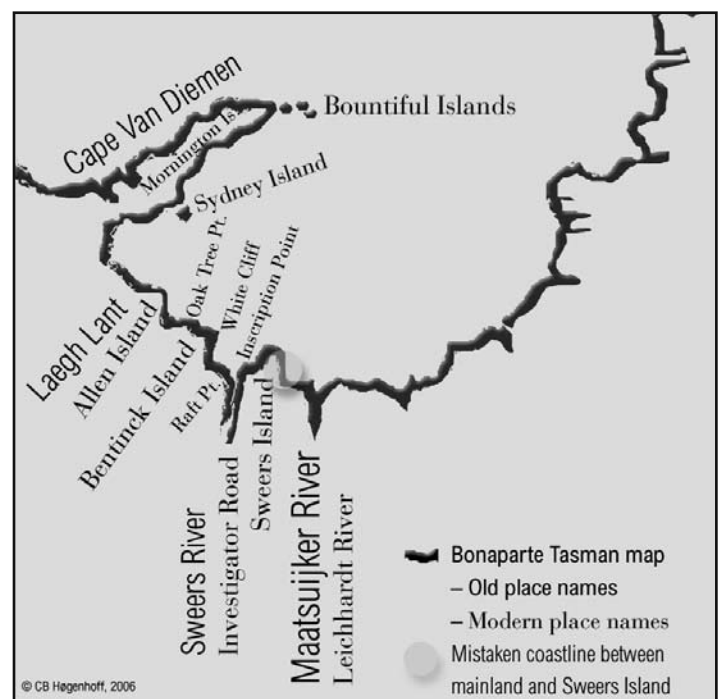 Cape Van Diemen
Mornington Is.
Bountiful Islands
Sydney Island
Oak Tree Pt.
White Cliff
Inscription Point
Laegh Lant
Allen Island
Bentinck Island
Raft Pt.
Sweers Island
Sweers River
Investigator Road
Maatsuijker River
Leichhardt River
Bonaparte Tasman map
– Old place names
– Modern place names
Mistaken coastline between
mainland and Sweers Island
© CB Høgenhoff, 2006